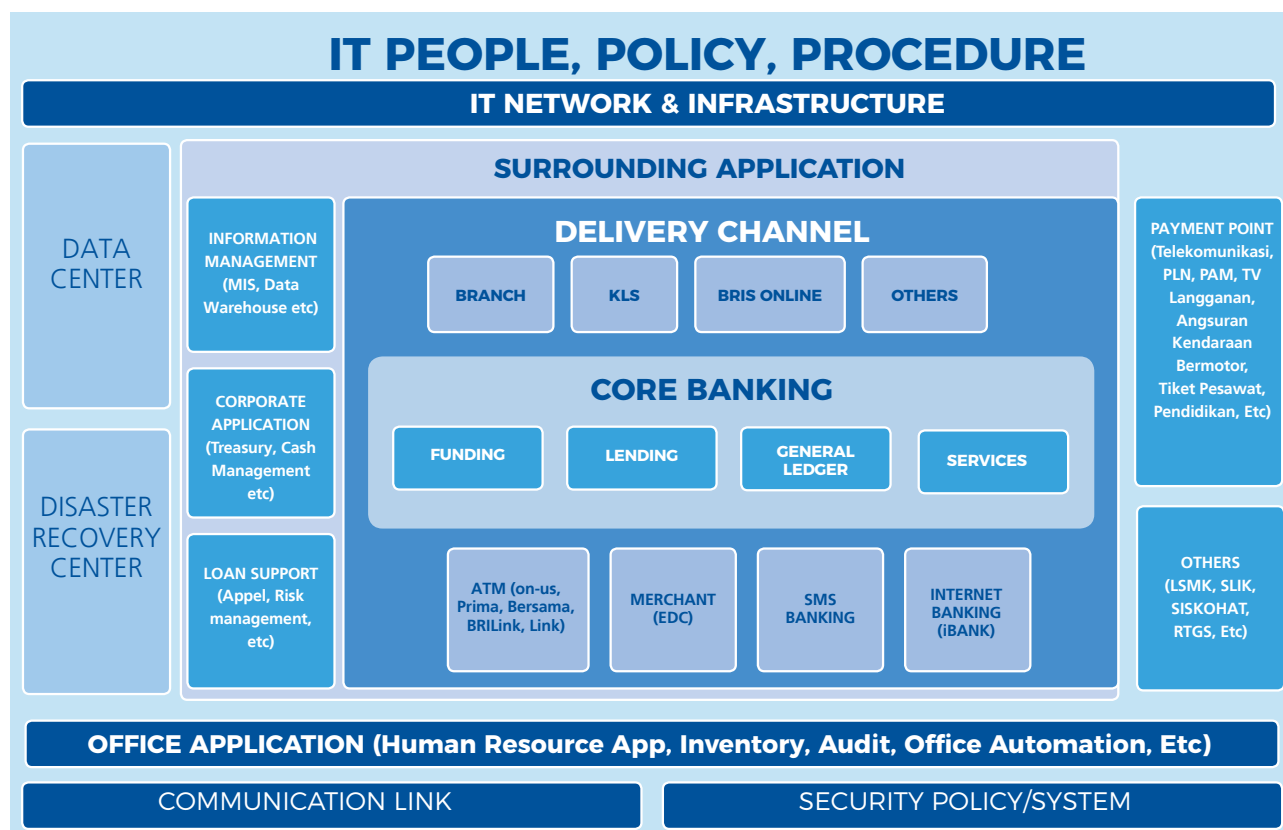 IT PEOPLE, POLICY, PROCEDURE
IT NETWORK & INFRASTRUCTURE
DATA
CENTER
DISASTER
RECOVERY
CENTER
SURROUNDING APPLICATION
INFORMATION
MANAGEMENT
(MIS, Data
Warehouse etc)
CORPORATE
APPLICATION
(Treasury, Cash
Management
etc)
LOAN SUPPORT
(Appel, Risk
management,
etc)
DELIVERY CHANNEL
BRANCH
KLS
BRIS ONLINE
OTHERS
CORE BANKING
FUNDING
LENDING
GENERAL
LEDGER
SERVICES
ATM (on-us,
Prima, Bersama,
BRILink, Link)
MERCHANT
(EDC)
SMS
BANKING
INTERNET
BANKING
(iBANK)
PAYMENT POINT
(Telekomunikasi,
PLN, PAM, TV
Langganan,
Angsuran
Kendaraan
Bermotor,
Tiket Pesawat,
Pendidikan, Etc)
OTHERS
(LSMK, SLIK,
SISKOHAT,
RTGS, Etc)
OFFICE APPLICATION (Human Resource App, Inventory, Audit, Office Automation, Etc)
COMMUNICATION LINK
SECURITY POLICY/SYSTEM